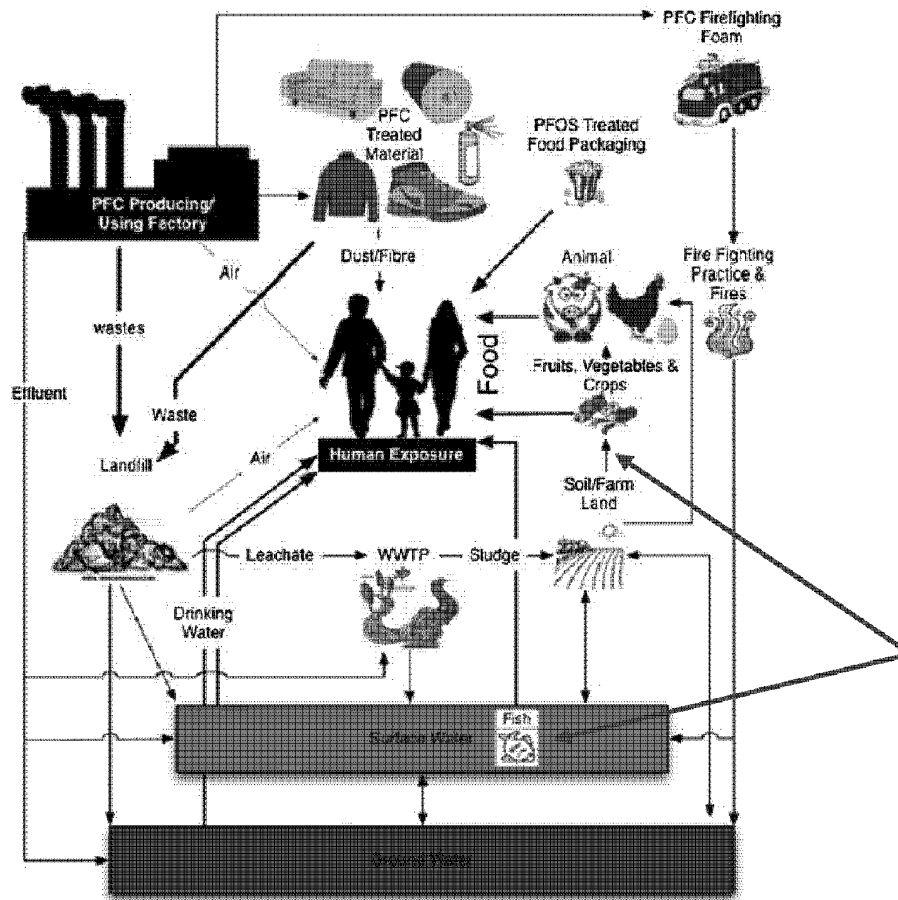 PFC Firefighting
Foam
PFC
Treated
Material
PFOS Treated
Food Packaging
PFC Producing/
Using Factory
Air
Dust/Fibre
Animal
Fire Fighting
Practice &
Fires
wastes
Food
Fruits, Vegetables &
Crops
Effluent
Waste
Landfill
Air
Human Exposure
Soil/Farm
Land
Leachate
WWTP
Sludge
Drinking
Water
Fish
Surface Water
Ground Water